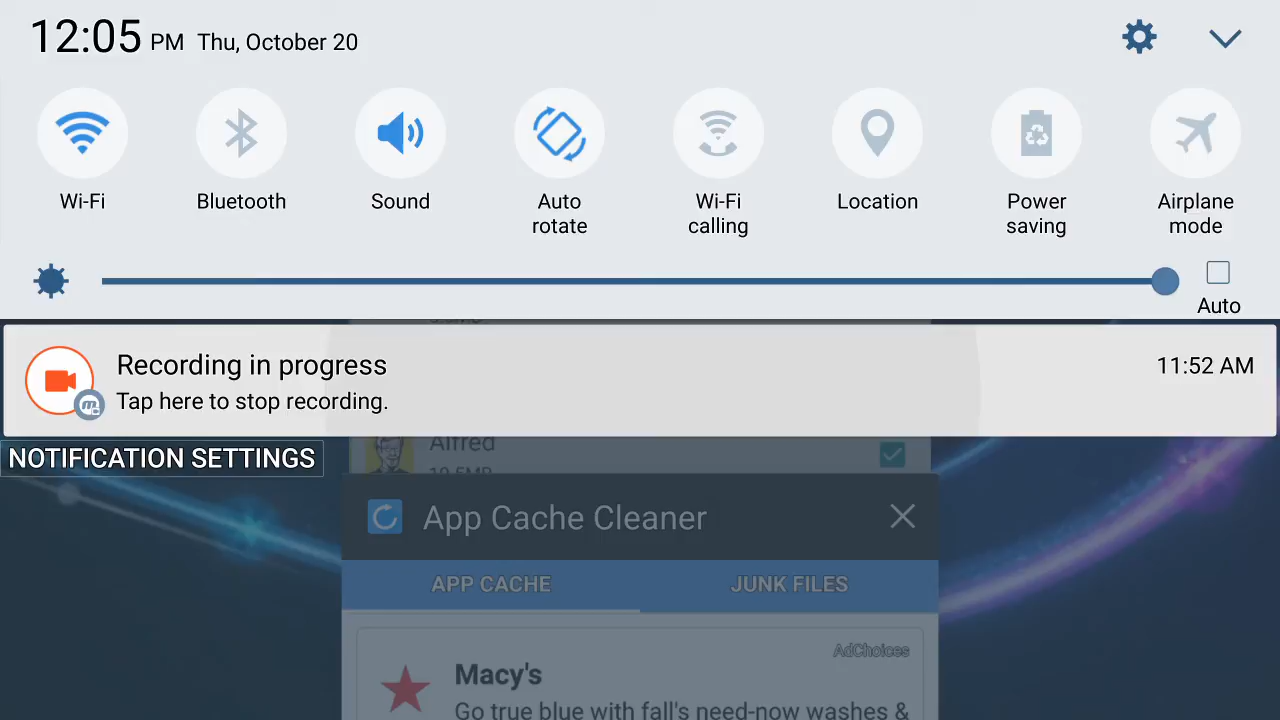 12:05 PM Thu, October 20
Wi-Fi
Bluetooth
Sound
Auto
rotate
Wi-Fi
calling
Location
Power
saving
Airplane
mode
Auto
Recording in progress
11:52 AM
Tap here to stop recording.
Alfred
19.5MB
NOTIFICATION SETTINGS
App Cache Cleaner
APP CACHE
JUNK FILES
AdChoices
Macy's
Go true blue with fall's need-now washes &